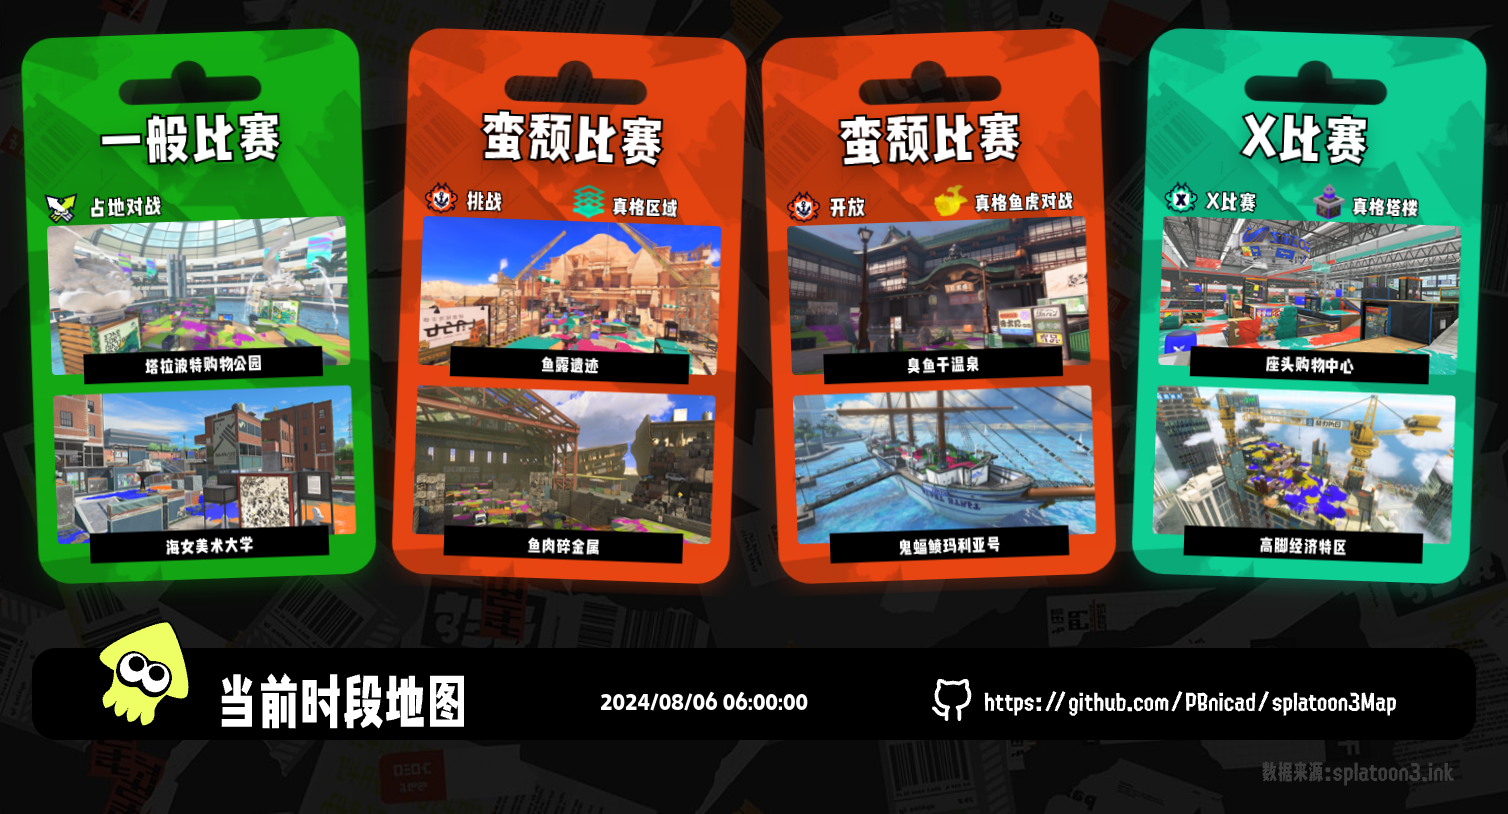 一般比赛
占地对战
塔拉波特购物公园
海女美术大学
蛮颓比赛
挑战
真格区域
鱼露遗迹
鱼肉碎金属
蛮颓比赛
开放
真格鱼虎对战
臭鱼干温泉
鬼蝠鲼玛利亚号
X比赛
X比赛
真格塔楼
座头购物中心
高脚经济特区
当前时段地图
2024/08/06 06:00:00
https://github.com/PBnicad/splatoon3Map
数据来源:splatoon3.ink